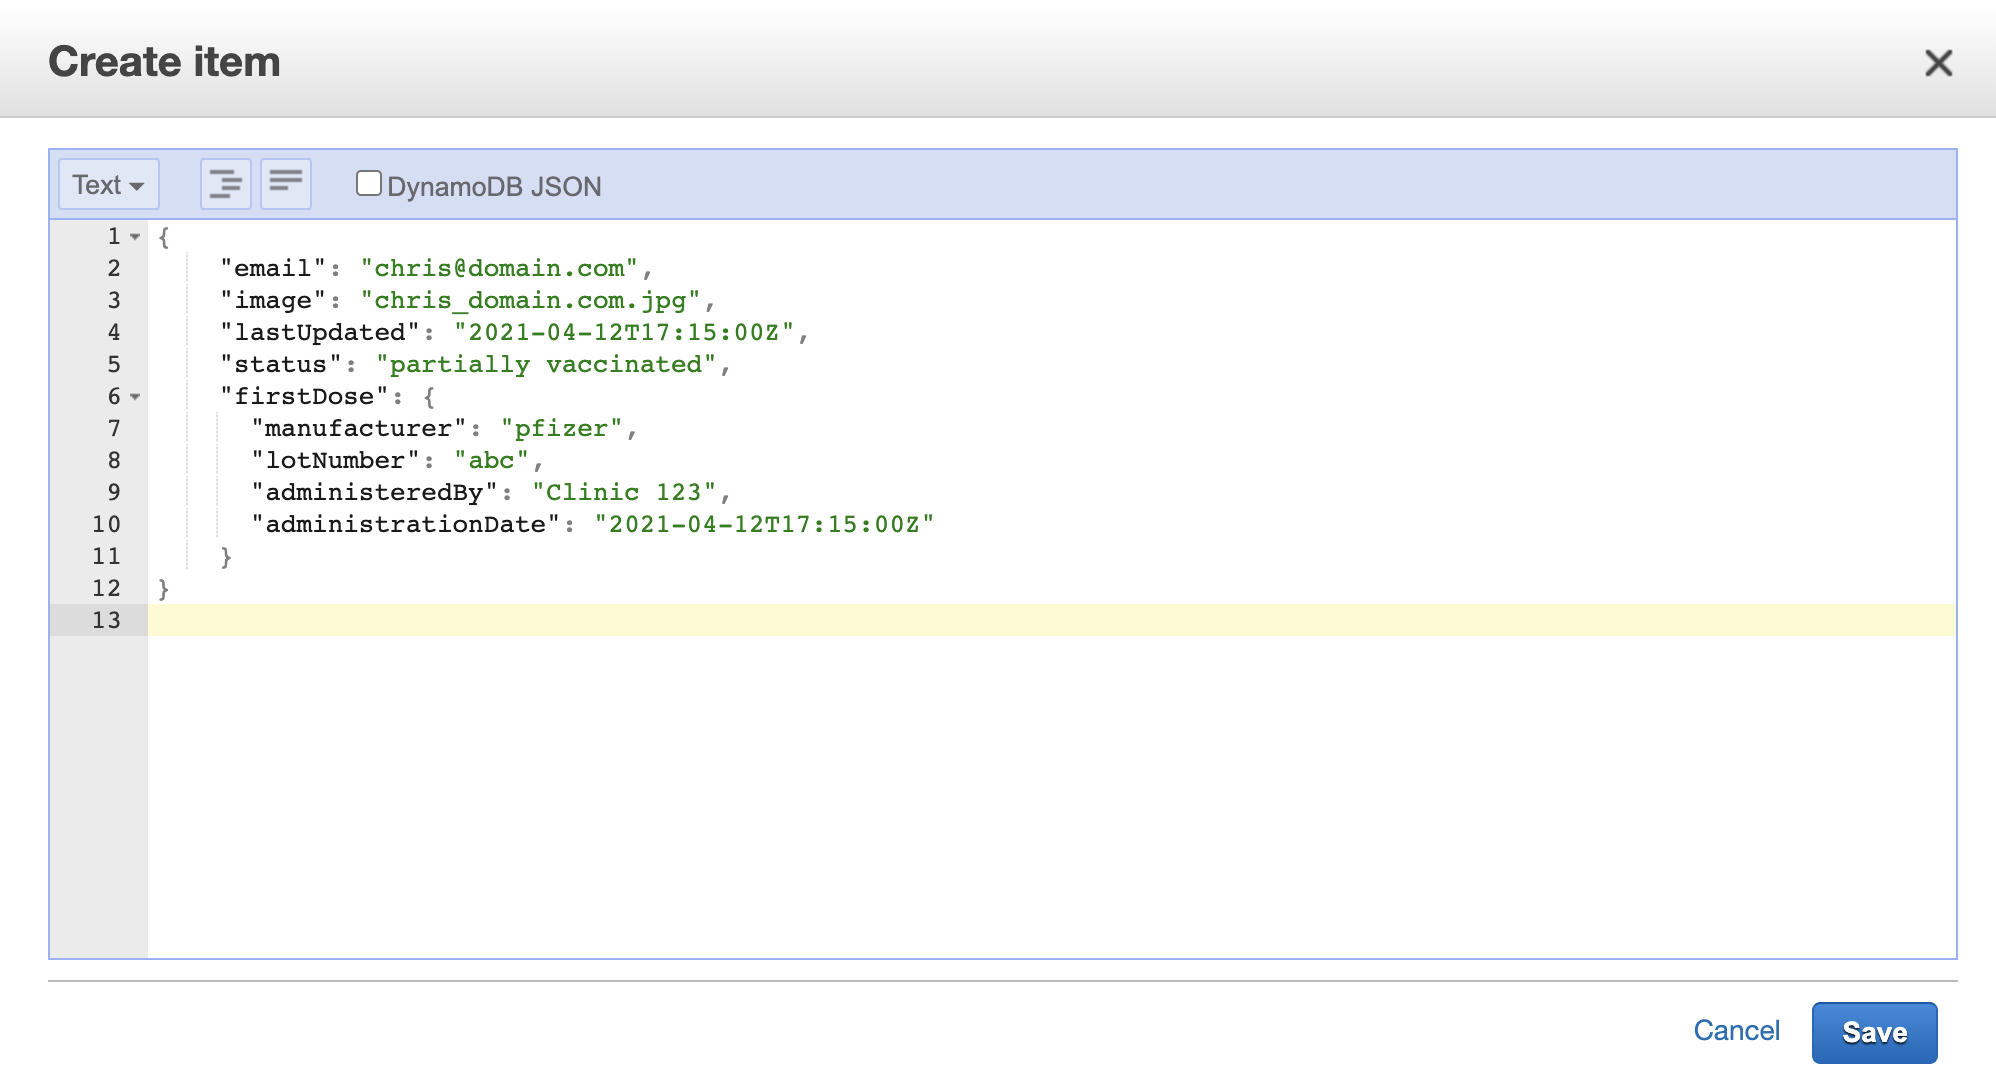 Create item
Text DynamoDB JSON
1 {
2 "email": "chris@domain.com",
3 "image": "chris_domain.com.jpg",
4 "lastUpdated": "2021-04-12T17:15:00Z",
5 "status": "partially vaccinated",
6 "firstDose": {
7 "manufacturer": "pfizer",
8 "lotNumber": "abc",
9 "administeredBy": "Clinic 123",
10 "administrationDate": "2021-04-12T17:15:00Z"
11 }
12 }
13
Cancel Save